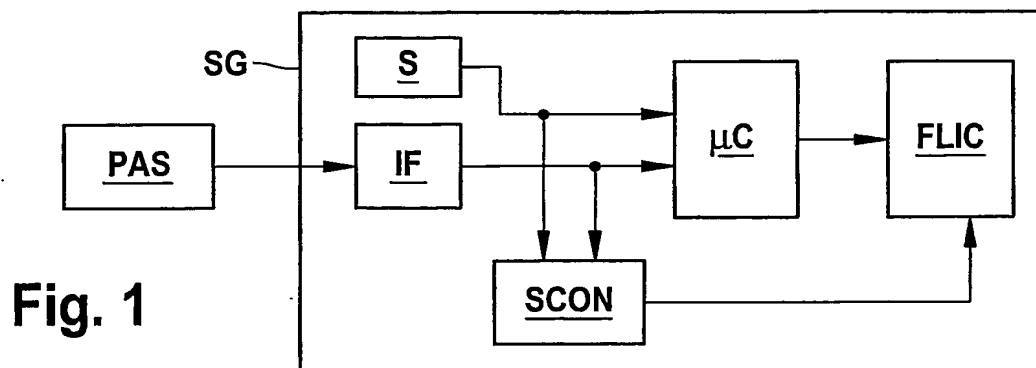 SG
S
PAS
IF
µC
FLIC
SCON
Fig. 1